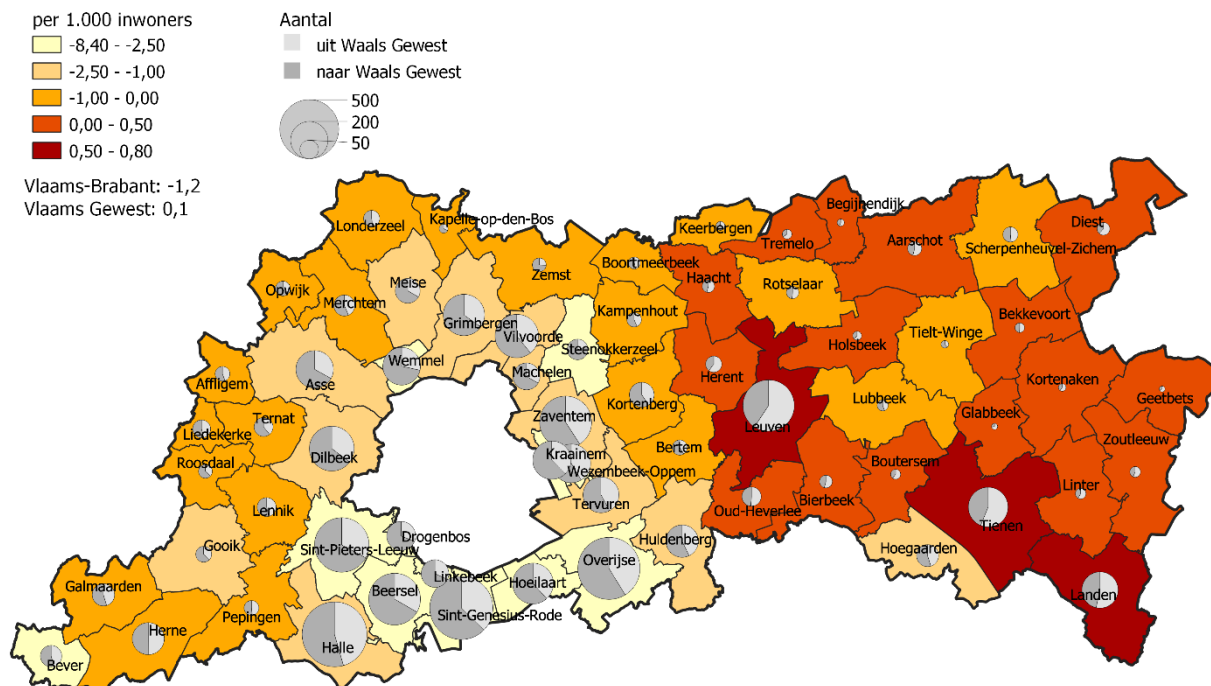 per 1.000 inwoners
-8,40 - -2,50
-2,50 - -1,00
-1,00 - 0,00
0,00 - 0,50
0,50 - 0,80
Vlaams-Brabant: -1,2
Vlaams Gewest: 0,1
Aantal
uit Waals Gewest
naar Waals Gewest
500
200
50
Londerzeel
Kapelle-op-den-Bos
Keerbergen
Begijnendijk
Tremelo
Aarschot
Diest
Scherpenheuvel-Zichem
Opwijk
Merchtem
Meise
Zemst
Boortmeerbeek
Haacht
Rotselaar
Grimbergen
Vilvoorde
Kampenhout
Holsbeek
Tielt-Winge
Bekkevoort
Wemmel
Steenokkerzeel
Asse
Machelen
Herent
Kortenaken
Affligem
Kortenberg
Lubbeek
Geetbets
Ternat
Zaventem
Leuven
Glabbeek
Liedekerke
Dilbeek
Kraainem
Bertem
Zoutleeuw
Roosdaal
Wezembeek-Oppem
Boutersem
Lennik
Tervuren
Oud-Heverlee
Bierbeek
Linter
Tienen
Drogenbos
Huldenberg
Gooik
Sint-Pieters-Leeuw
Overijse
Hoegaarden
Linkebeek
Hoeilaart
Galmaarden
Beersel
Landen
Pepingen
Sint-Genesius-Rode
Herne
Halle
Bever